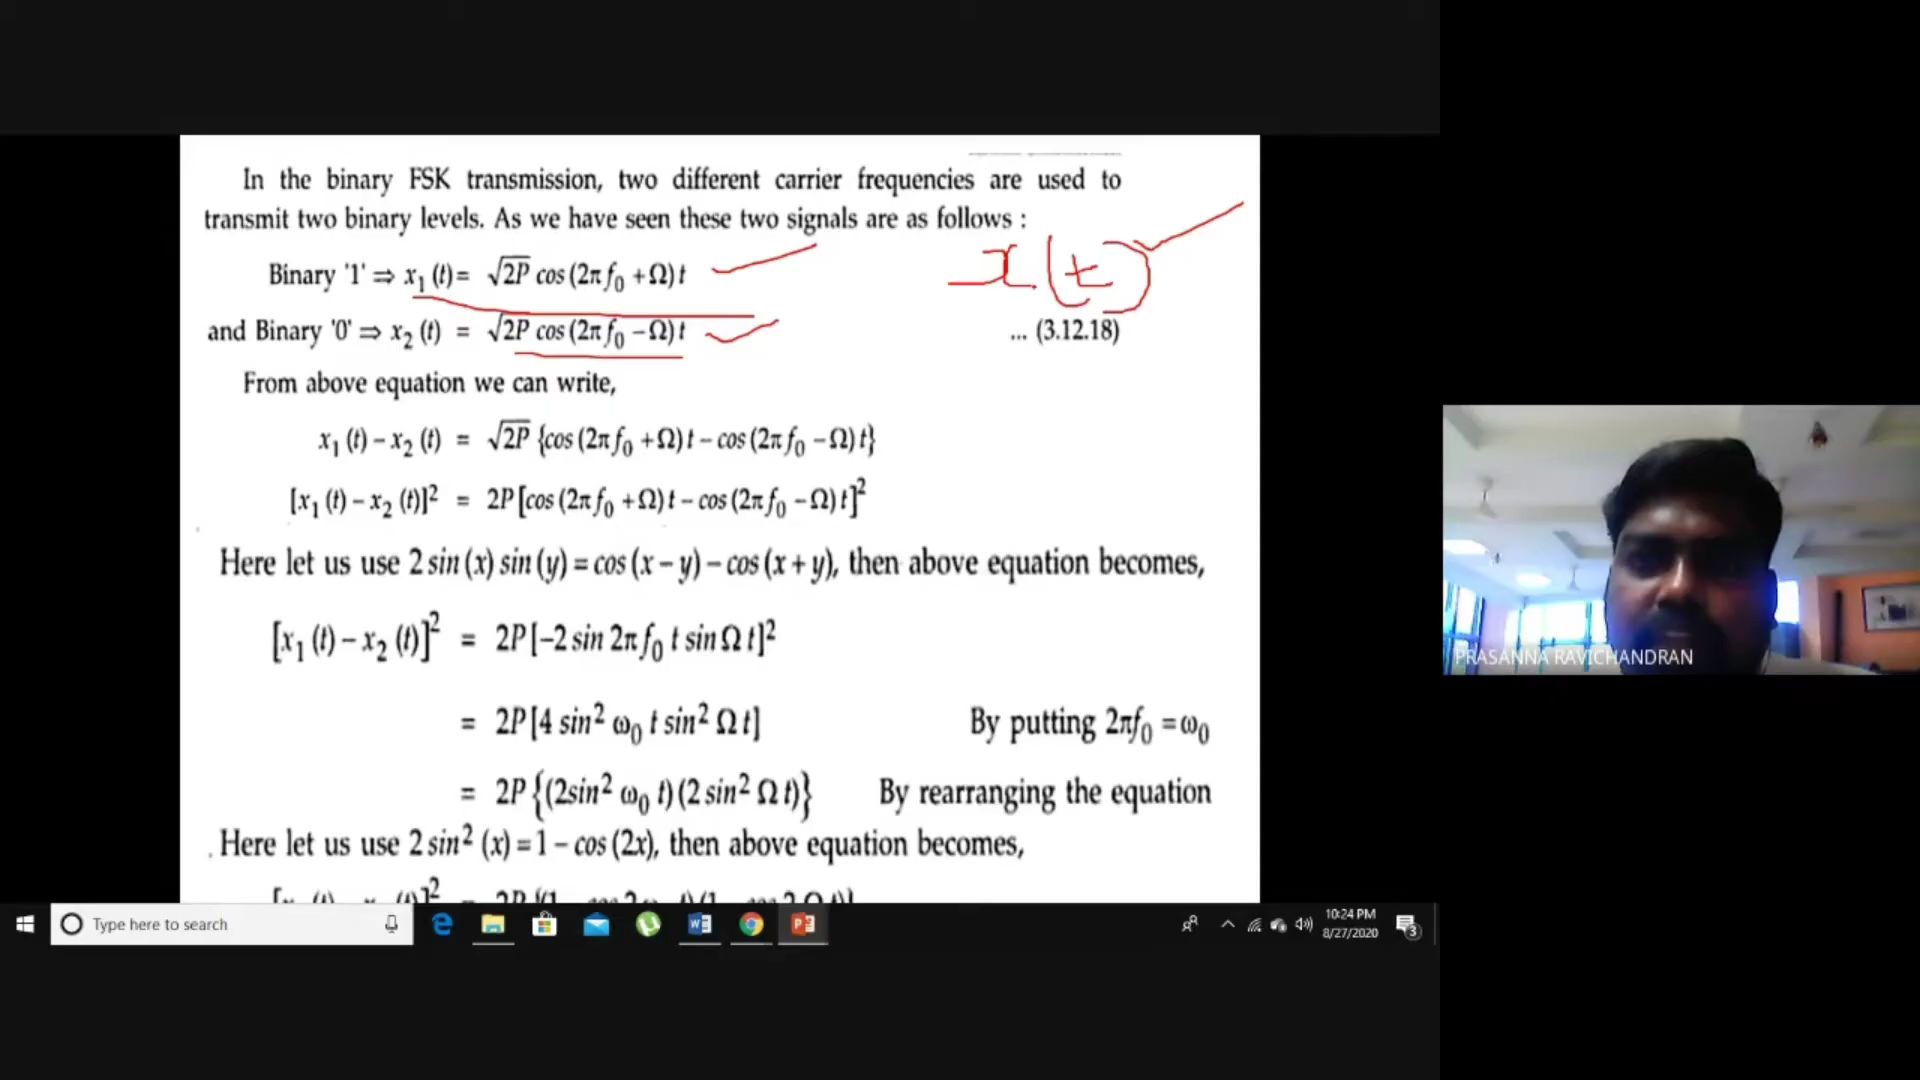 In the binary FSK transmission, two different carrier frequencies are used to
transmit two binary levels. As we have seen these two signals are as follows :
Binary '1' ⇒ x₁ (t) = √2P cos (2π f₀ + Ω) t
x(t)
and Binary '0' ⇒ x₂ (t) = √2P cos (2π f₀ − Ω) t ... (3.12.18)
From above equation we can write,
x₁ (t) − x₂ (t) = √2P {cos (2π f₀ + Ω) t − cos (2π f₀ − Ω) t}
[x₁ (t) − x₂ (t)]² = 2P [cos (2π f₀ + Ω) t − cos (2π f₀ − Ω) t]²
Here let us use 2 sin (x) sin (y) = cos (x − y) − cos (x + y), then above equation becomes,
[x₁ (t) − x₂ (t)]² = 2P [−2 sin 2π f₀ t sin Ω t]²
= 2P [4 sin² ω₀ t sin² Ω t] By putting 2πf₀ = ω₀
= 2P {(2sin² ω₀ t) (2 sin² Ω t)} By rearranging the equation
Here let us use 2 sin² (x) = 1 − cos (2x), then above equation becomes,
PRASANNA RAVICHANDRAN
Type here to search
10:24 PM
8/27/2020
3